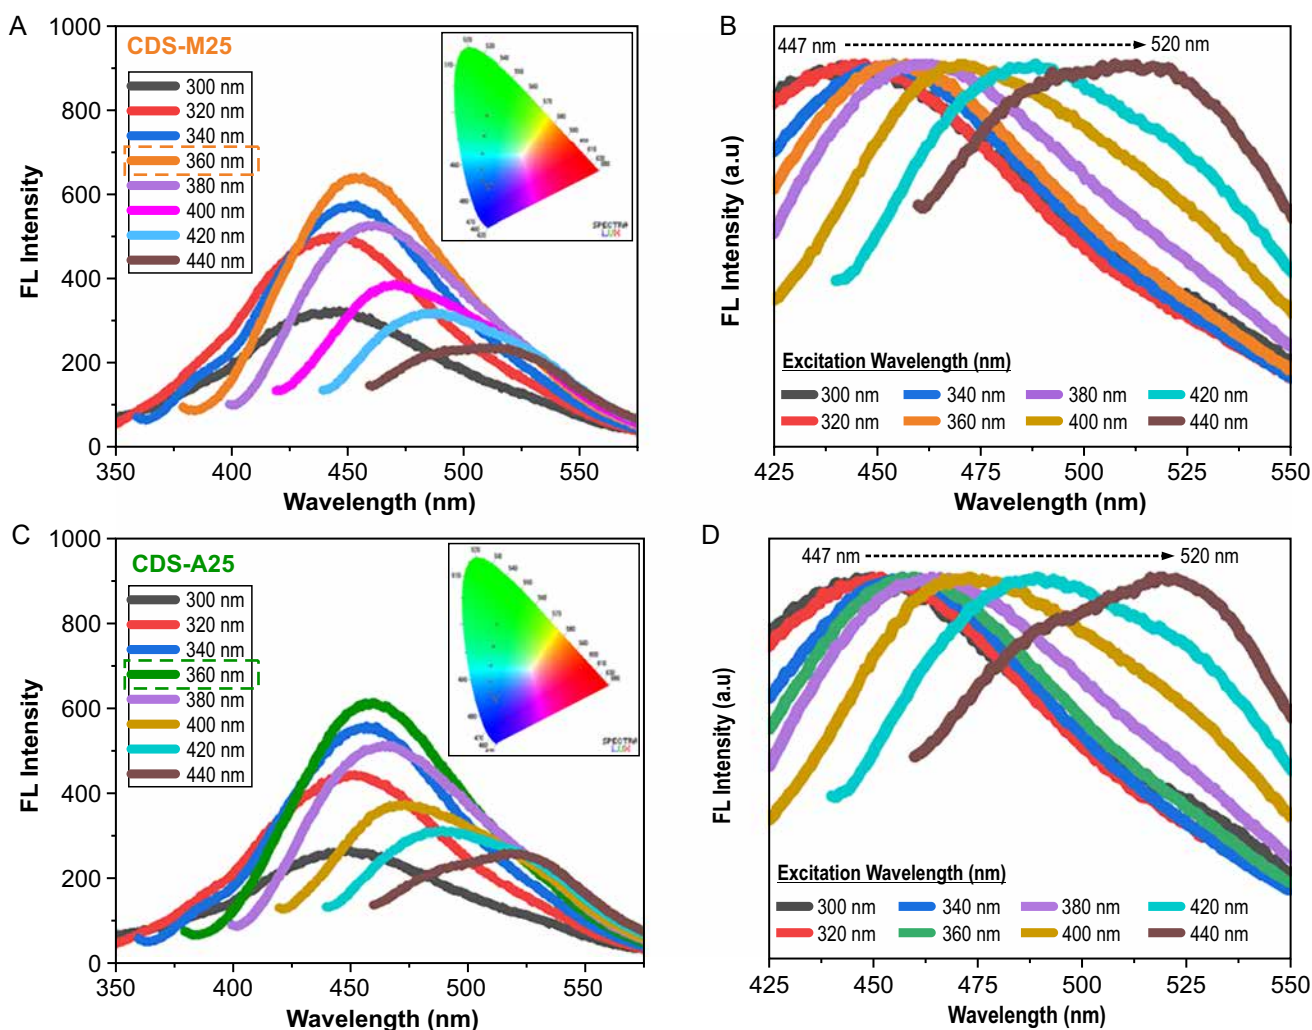 A
CDS-M25
300 nm
320 nm
340 nm
360 nm
380 nm
400 nm
420 nm
440 nm
FL Intensity
1000
800
600
400
200
0
350
400
450
500
550
Wavelength (nm)
SPECTRA
LUX
B
447 nm
520 nm
FL Intensity (a.u)
Excitation Wavelength (nm)
300 nm
340 nm
380 nm
420 nm
320 nm
360 nm
400 nm
440 nm
425
450
475
500
525
550
Wavelength (nm)
C
CDS-A25
300 nm
320 nm
340 nm
360 nm
380 nm
400 nm
420 nm
440 nm
FL Intensity
1000
800
600
400
200
0
350
400
450
500
550
Wavelength (nm)
SPECTRA
LUX
D
447 nm
520 nm
FL Intensity (a.u)
Excitation Wavelength (nm)
300 nm
340 nm
380 nm
420 nm
320 nm
360 nm
400 nm
440 nm
425
450
475
500
525
550
Wavelength (nm)